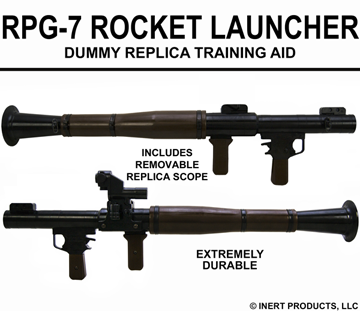 RPG-7 ROCKET LAUNCHER
DUMMY REPLICA TRAINING AID
INCLUDES
REMOVABLE
REPLICA SCOPE
EXTREMELY
DURABLE
© INERT PRODUCTS, LLC